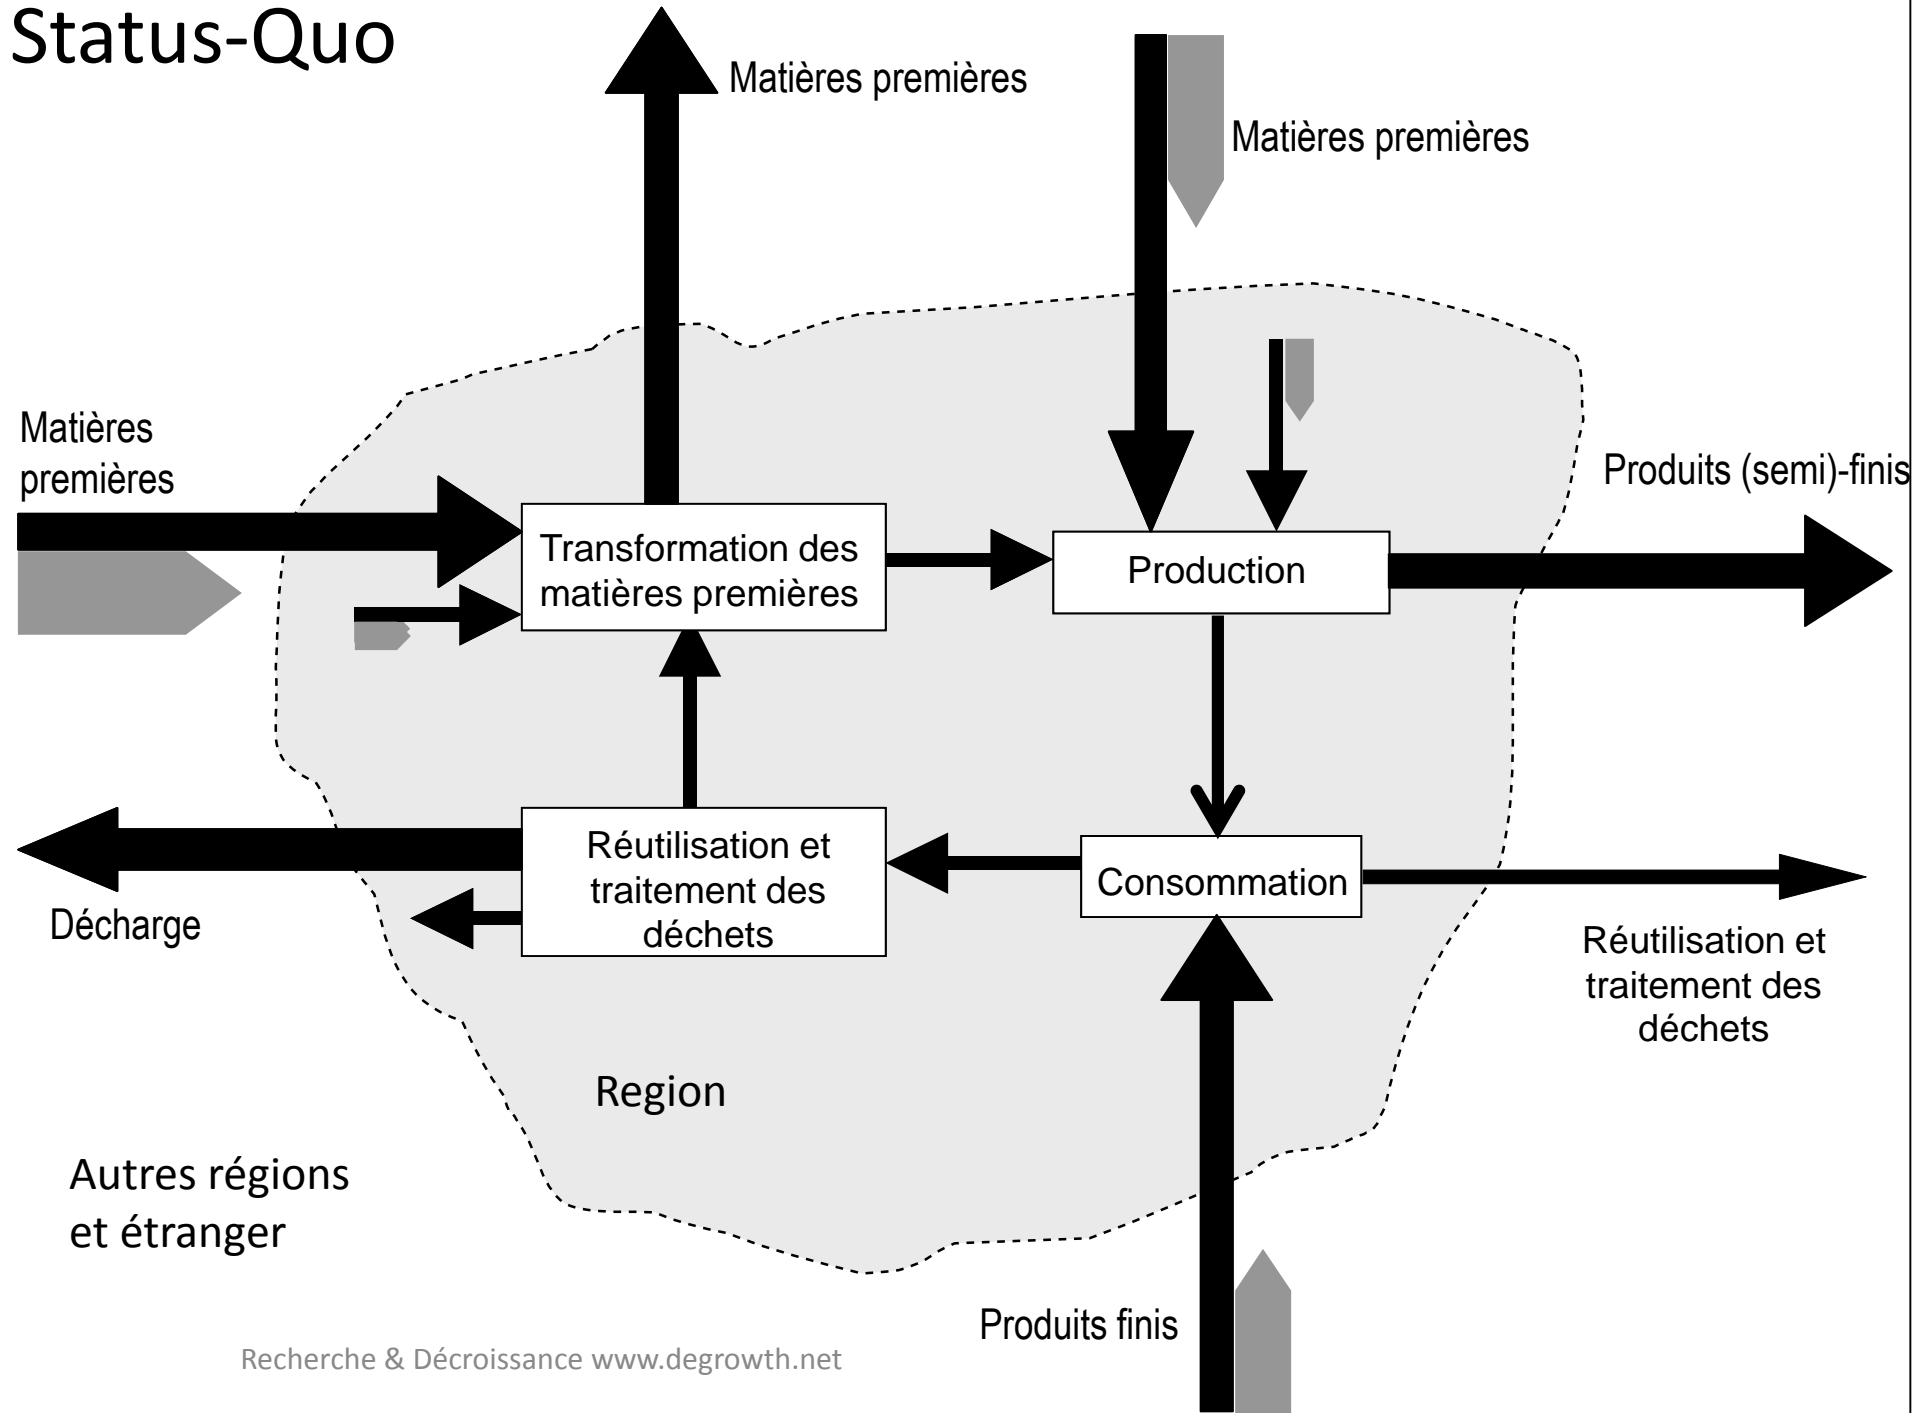 Status-Quo
Matières premières
Matières premières
Matières
premières
Produits (semi)-finis
Transformation des
matières premières
Production
Réutilisation et
traitement des
déchets
Consommation
Décharge
Réutilisation et
traitement des
déchets
Region
Autres régions
et étranger
Produits finis
Recherche & Décroissance www.degrowth.net